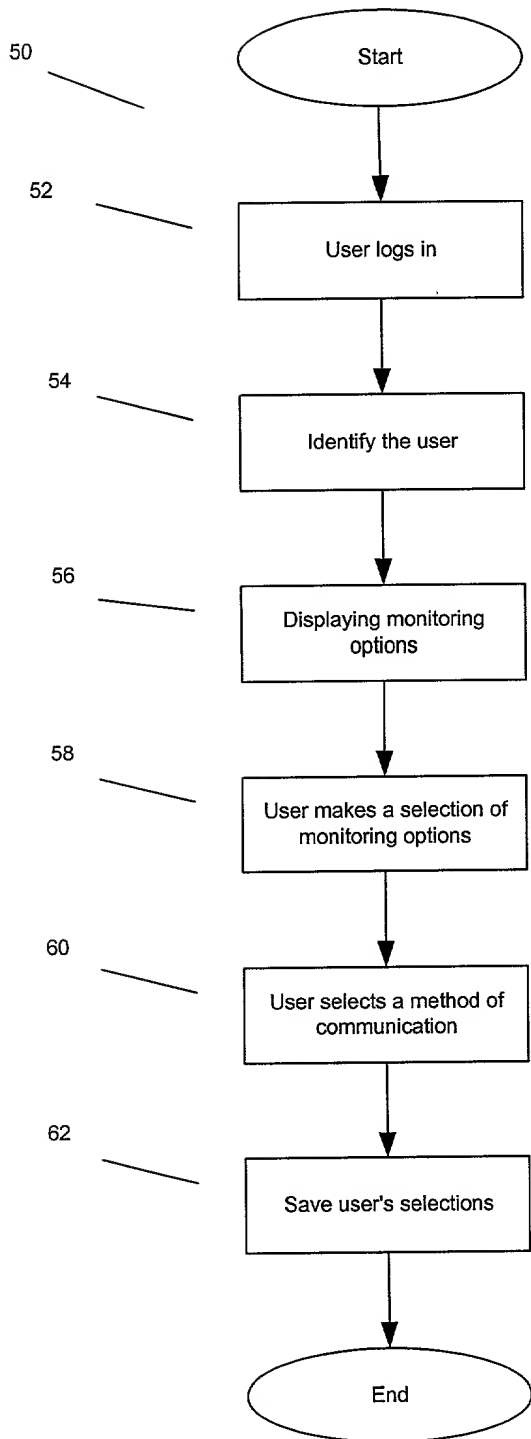 50
Start
52
User logs in
54
Identify the user
56
Displaying monitoring
options
58
User makes a selection of
monitoring options
60
User selects a method of
communication
62
Save user's selections
End